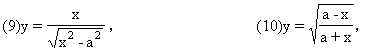 (9)y = x / √(x² - a²) ,    (10)y = √((a - x) / (a + x)) ,